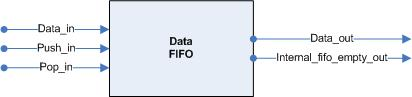 Data_in
Push_in
Pop_in
Data
FIFO
Data_out
Internal_fifo_empty_out